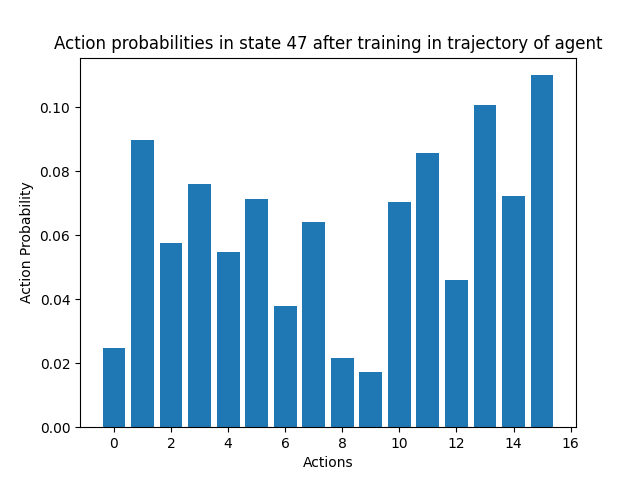 Action probabilities in state 47 after training in trajectory of agent
Action Probability
0.10
0.08
0.06
0.04
0.02
0.00
0 2 4 6 8 10 12 14 16
Actions